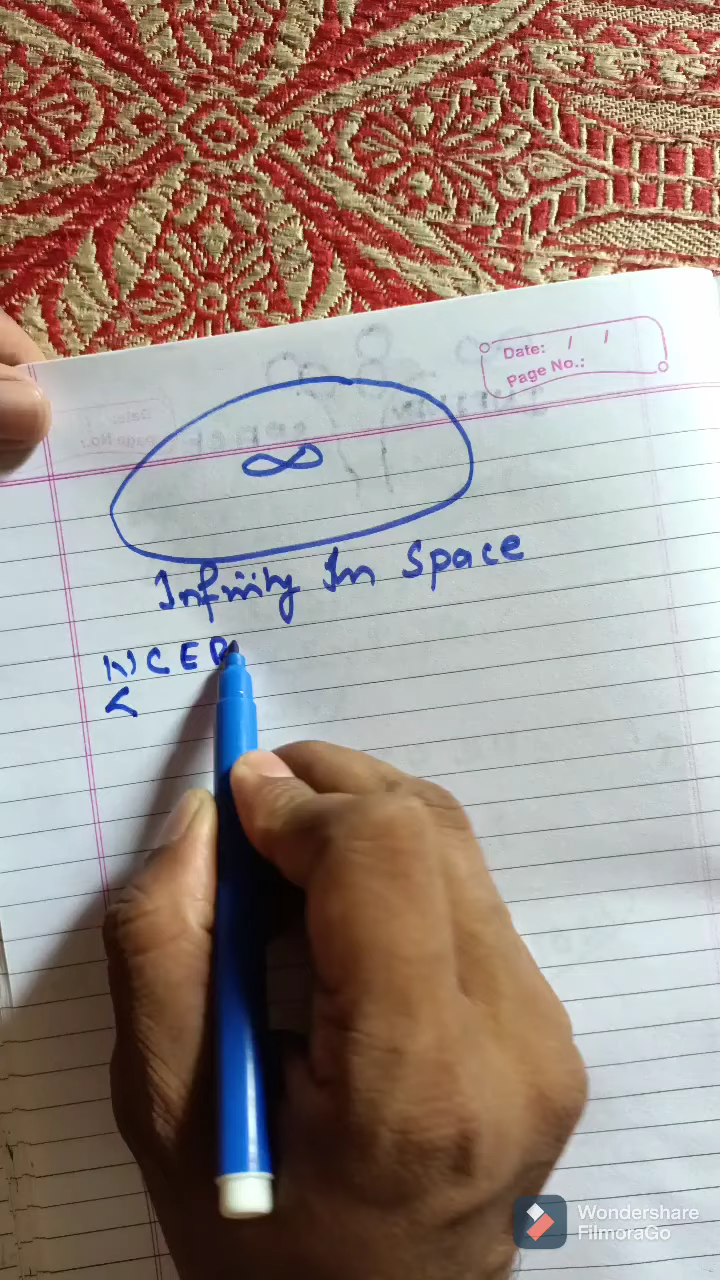 Date: / /
Page No.:
∞
Infinity In Space
NCER
<
Wondershare
FilmoraGo